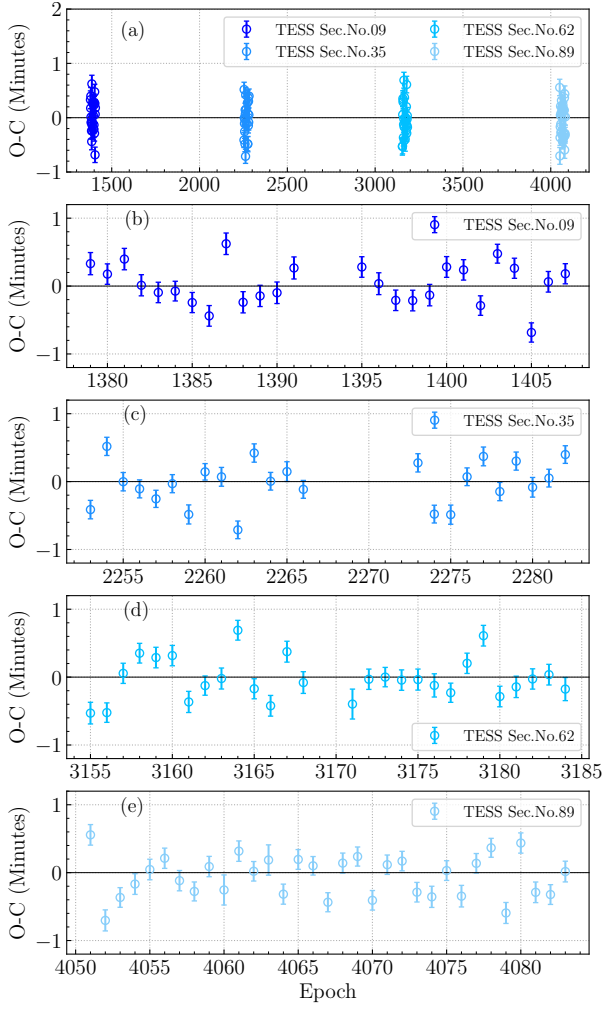 (a)
TESS Sec.No.09
TESS Sec.No.35
TESS Sec.No.62
TESS Sec.No.89
O-C (Minutes)
2
1
0
−1
1500 2000 2500 3000 3500 4000
(b)
TESS Sec.No.09
O-C (Minutes)
1
0
−1
1380 1385 1390 1395 1400 1405
(c)
TESS Sec.No.35
O-C (Minutes)
1
0
−1
2255 2260 2265 2270 2275 2280
(d)
TESS Sec.No.62
O-C (Minutes)
1
0
−1
3155 3160 3165 3170 3175 3180 3185
(e)
TESS Sec.No.89
O-C (Minutes)
1
0
−1
4050 4055 4060 4065 4070 4075 4080
Epoch